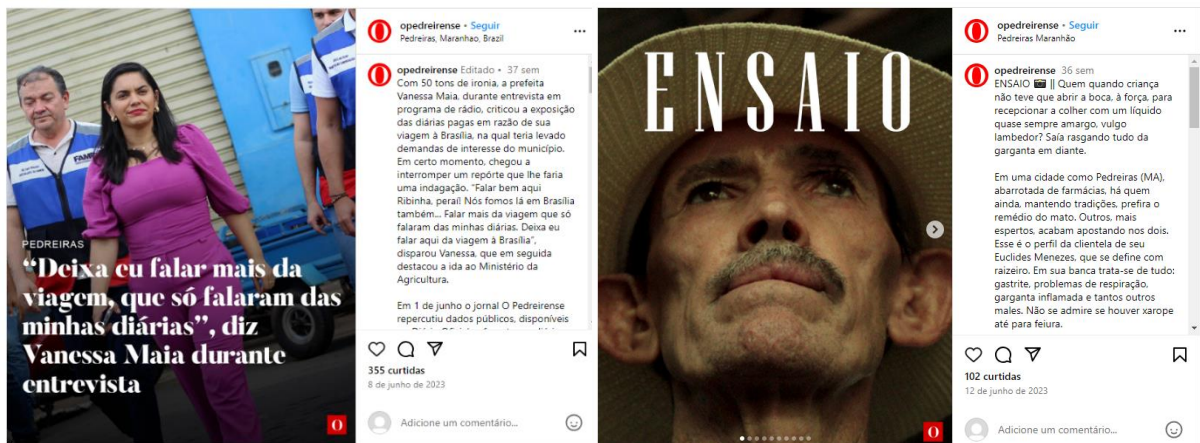 PEDREIRAS
“Deixa eu falar mais da
viagem, que só falaram das
minhas diárias”, diz
Vanessa Maia durante
entrevista
O
opedreirense • Seguir
Pedreiras, Maranhao, Brazil
opedreirense Editado • 37 sem
Com 50 tons de ironia, a prefeita
Vanessa Maia, durante entrevista em
programa de rádio, criticou a exposição
das diárias pagas em razão de sua
viagem à Brasília, na qual teria levado
demandas de interesse do município.
Em certo momento, chegou a
interromper um repórte que lhe faria
uma indagação. "Falar bem aqui
Ribinha, peraí! Nós fomos lá em Brasília
também... Falar mais da viagem que só
falaram das minhas diárias. Deixa eu
falar aqui da viagem à Brasília",
disparou Vanessa, que em seguida
destacou a ida ao Ministério da
Agricultura.
Em 1 de junho o jornal O Pedreirense
repercutiu dados públicos, disponíveis
355 curtidas
8 de junho de 2023
Adicione um comentário...
ENSAIO
O
opedreirense • Seguir
Pedreiras Maranhão
opedreirense 36 sem
ENSAIO 📸 || Quem quando criança
não teve que abrir a boca, à força, para
recepcionar a colher com um líquido
quase sempre amargo, vulgo
lambedor? Saía rasgando tudo da
garganta em diante.
Em uma cidade como Pedreiras (MA),
abarrotada de farmácias, há quem
ainda, mantendo tradições, prefira o
remédio do mato. Outros, mais
espertos, acabam apostando nos dois.
Esse é o perfil da clientela de seu
Euclides Menezes, que se define com
raizeiro. Em sua banca trata-se de tudo:
gastrite, problemas de respiração,
garganta inflamada e tantos outros
males. Não se admire se houver xarope
até para feiura.
102 curtidas
12 de junho de 2023
Adicione um comentário...